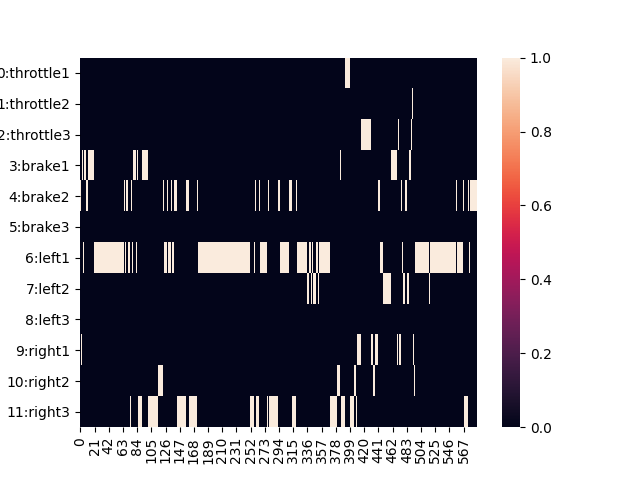 0:throttle1
1:throttle2
2:throttle3
3:brake1
4:brake2
5:brake3
6:left1
7:left2
8:left3
9:right1
10:right2
11:right3
0 21 42 63 84 105 126 147 168 189 210 231 252 273 294 315 336 357 378 399 420 441 462 483 504 525 546 567
1.0
0.8
0.6
0.4
0.2
0.0